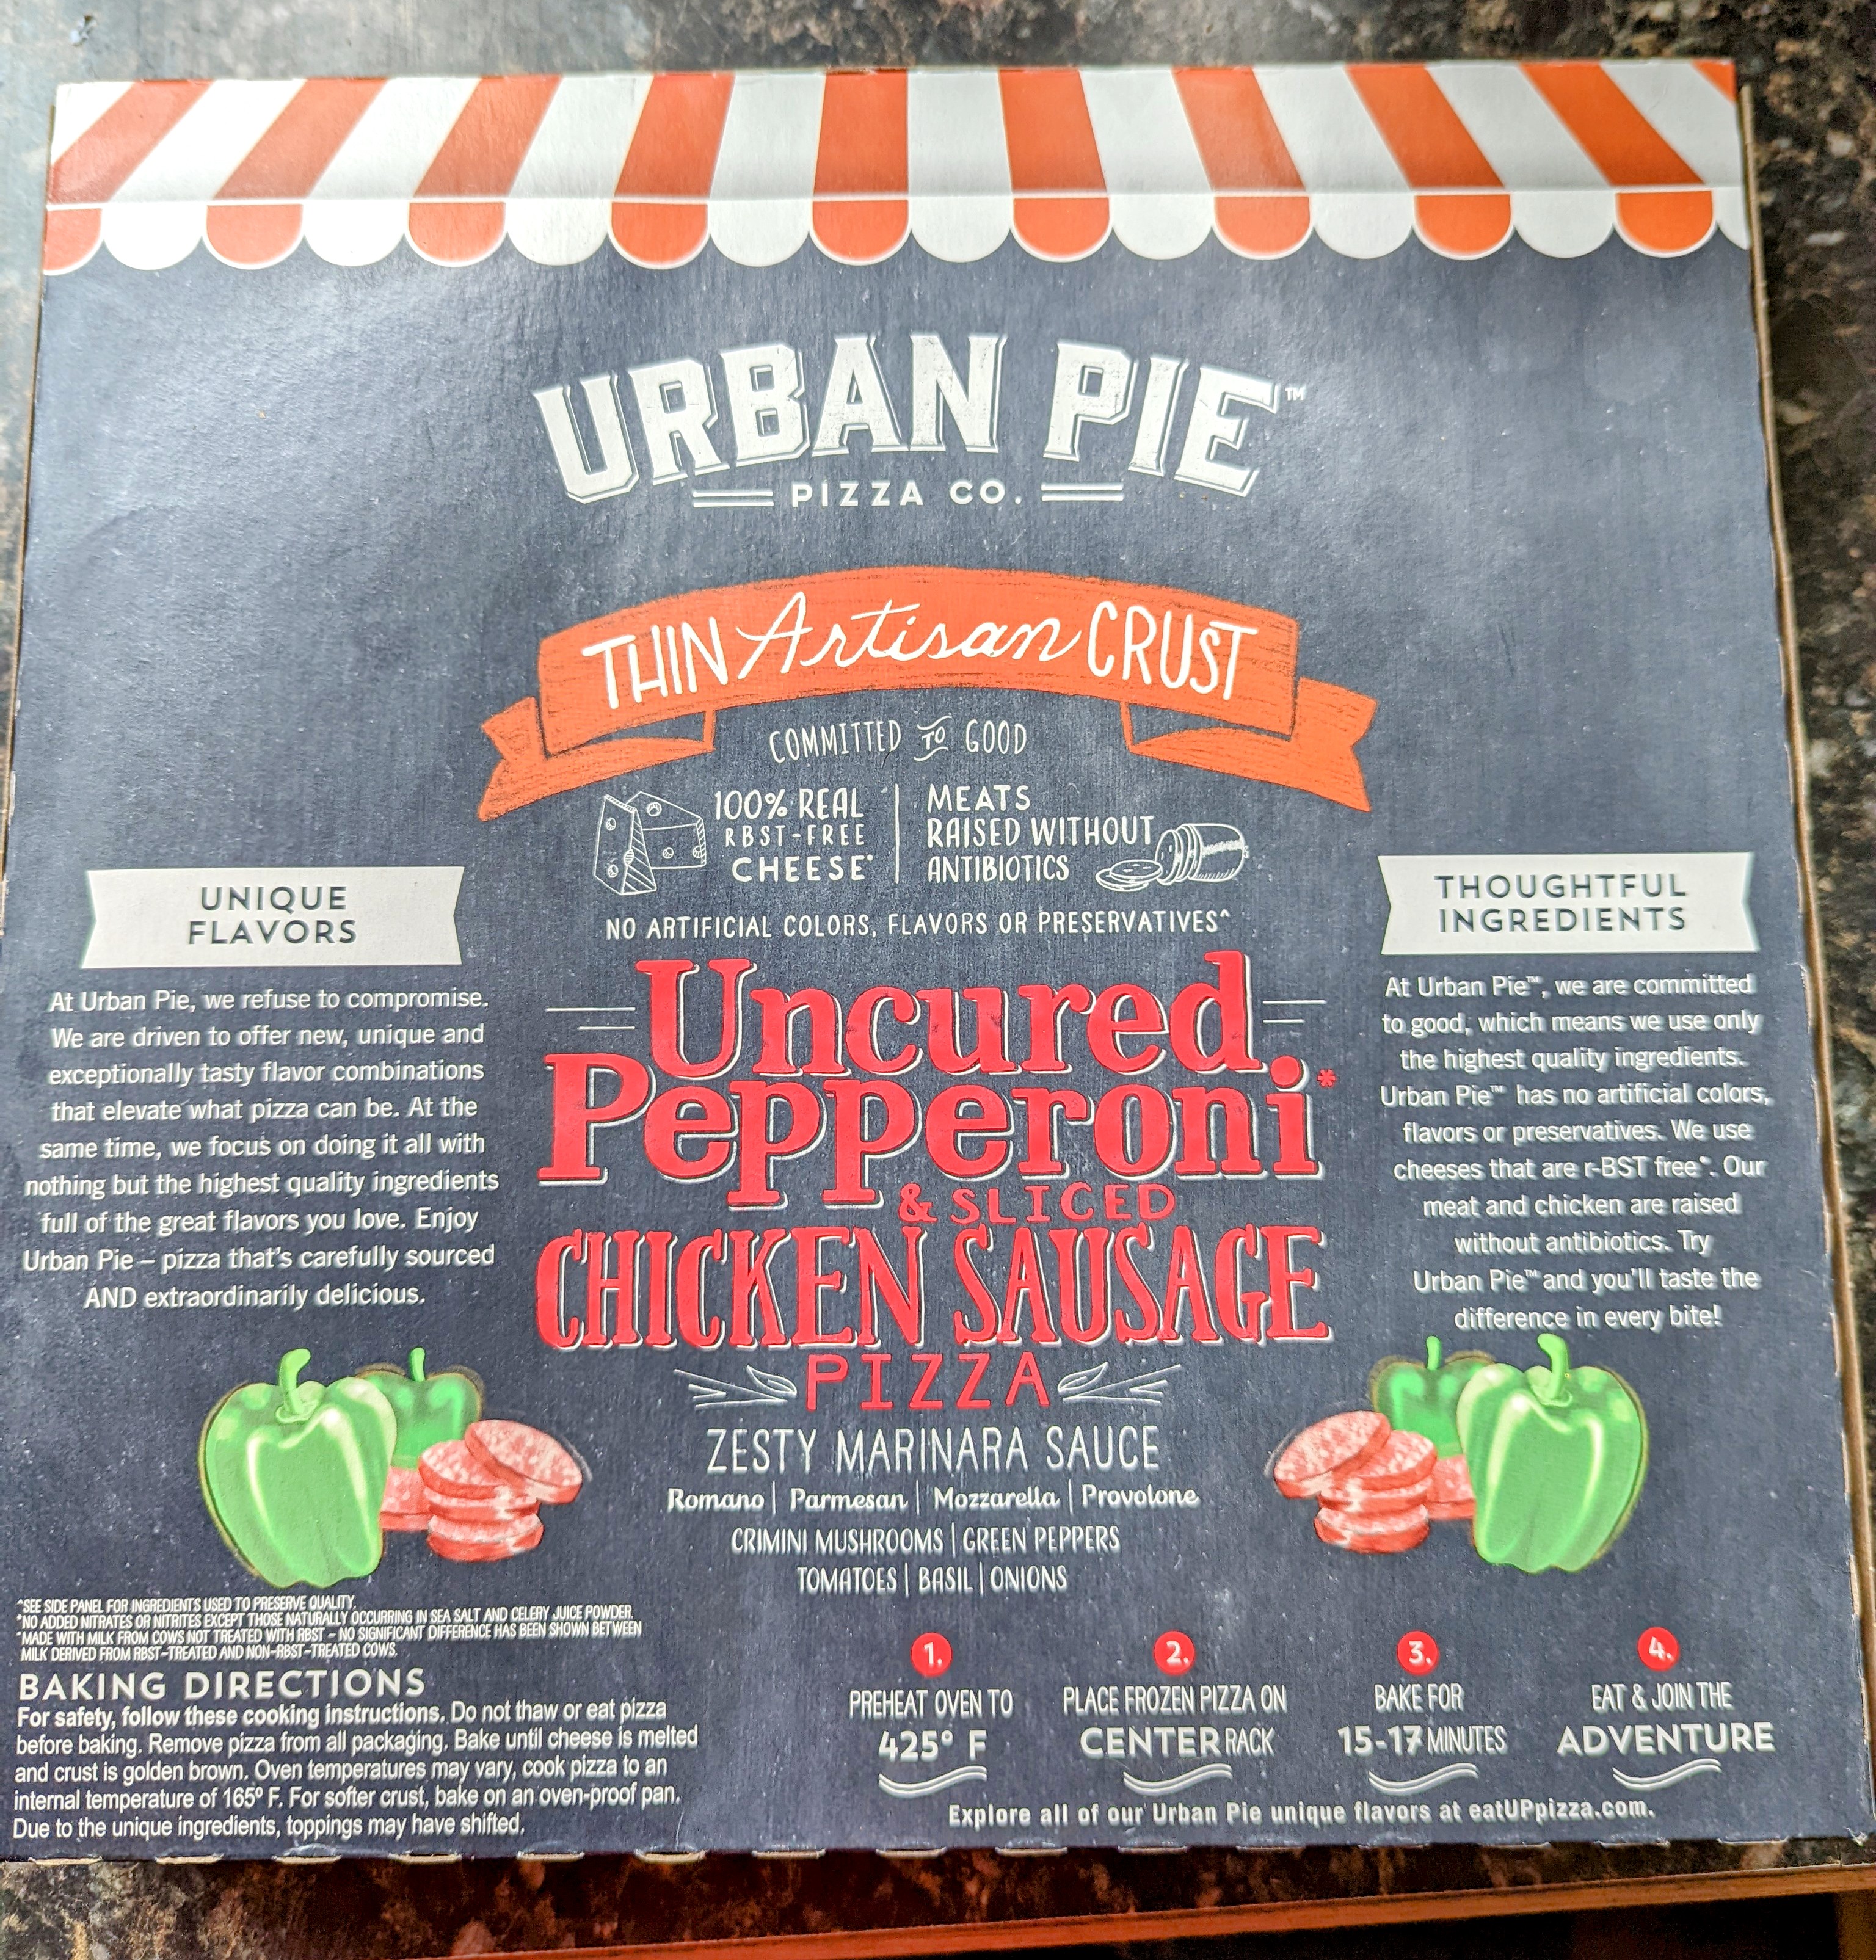 URBAN PIE™
PIZZA CO.
THIN Artisan CRUST
COMMITTED TO GOOD
100% REAL
RBST-FREE
CHEESE*
MEATS
RAISED WITHOUT
ANTIBIOTICS
NO ARTIFICIAL COLORS, FLAVORS OR PRESERVATIVES^
UNIQUE
FLAVORS
At Urban Pie, we refuse to compromise.
We are driven to offer new, unique and
exceptionally tasty flavor combinations
that elevate what pizza can be. At the
same time, we focus on doing it all with
nothing but the highest quality ingredients
full of the great flavors you love. Enjoy
Urban Pie – pizza that's carefully sourced
AND extraordinarily delicious.
Uncured
Pepperoni*
& SLICED
CHICKEN SAUSAGE
PIZZA
ZESTY MARINARA SAUCE
Romano | Parmesan | Mozzarella | Provolone
CRIMINI MUSHROOMS | GREEN PEPPERS
TOMATOES | BASIL | ONIONS
THOUGHTFUL
INGREDIENTS
At Urban Pie™, we are committed
to good, which means we use only
the highest quality ingredients.
Urban Pie™ has no artificial colors,
flavors or preservatives. We use
cheeses that are r-BST free*. Our
meat and chicken are raised
without antibiotics. Try
Urban Pie™ and you'll taste the
difference in every bite!
^SEE SIDE PANEL FOR INGREDIENTS USED TO PRESERVE QUALITY.
*NO ADDED NITRATES OR NITRITES EXCEPT THOSE NATURALLY OCCURRING IN SEA SALT AND CELERY JUICE POWDER.
*MADE WITH MILK FROM COWS NOT TREATED WITH RBST – NO SIGNIFICANT DIFFERENCE HAS BEEN SHOWN BETWEEN
MILK DERIVED FROM RBST-TREATED AND NON-RBST-TREATED COWS.
BAKING DIRECTIONS
For safety, follow these cooking instructions. Do not thaw or eat pizza
before baking. Remove pizza from all packaging. Bake until cheese is melted
and crust is golden brown. Oven temperatures may vary, cook pizza to an
internal temperature of 165º F. For softer crust, bake on an oven-proof pan.
Due to the unique ingredients, toppings may have shifted.
1.
PREHEAT OVEN TO
425º F
2.
PLACE FROZEN PIZZA ON
CENTER RACK
3.
BAKE FOR
15-17 MINUTES
4.
EAT & JOIN THE
ADVENTURE
Explore all of our Urban Pie unique flavors at eatUPpizza.com.